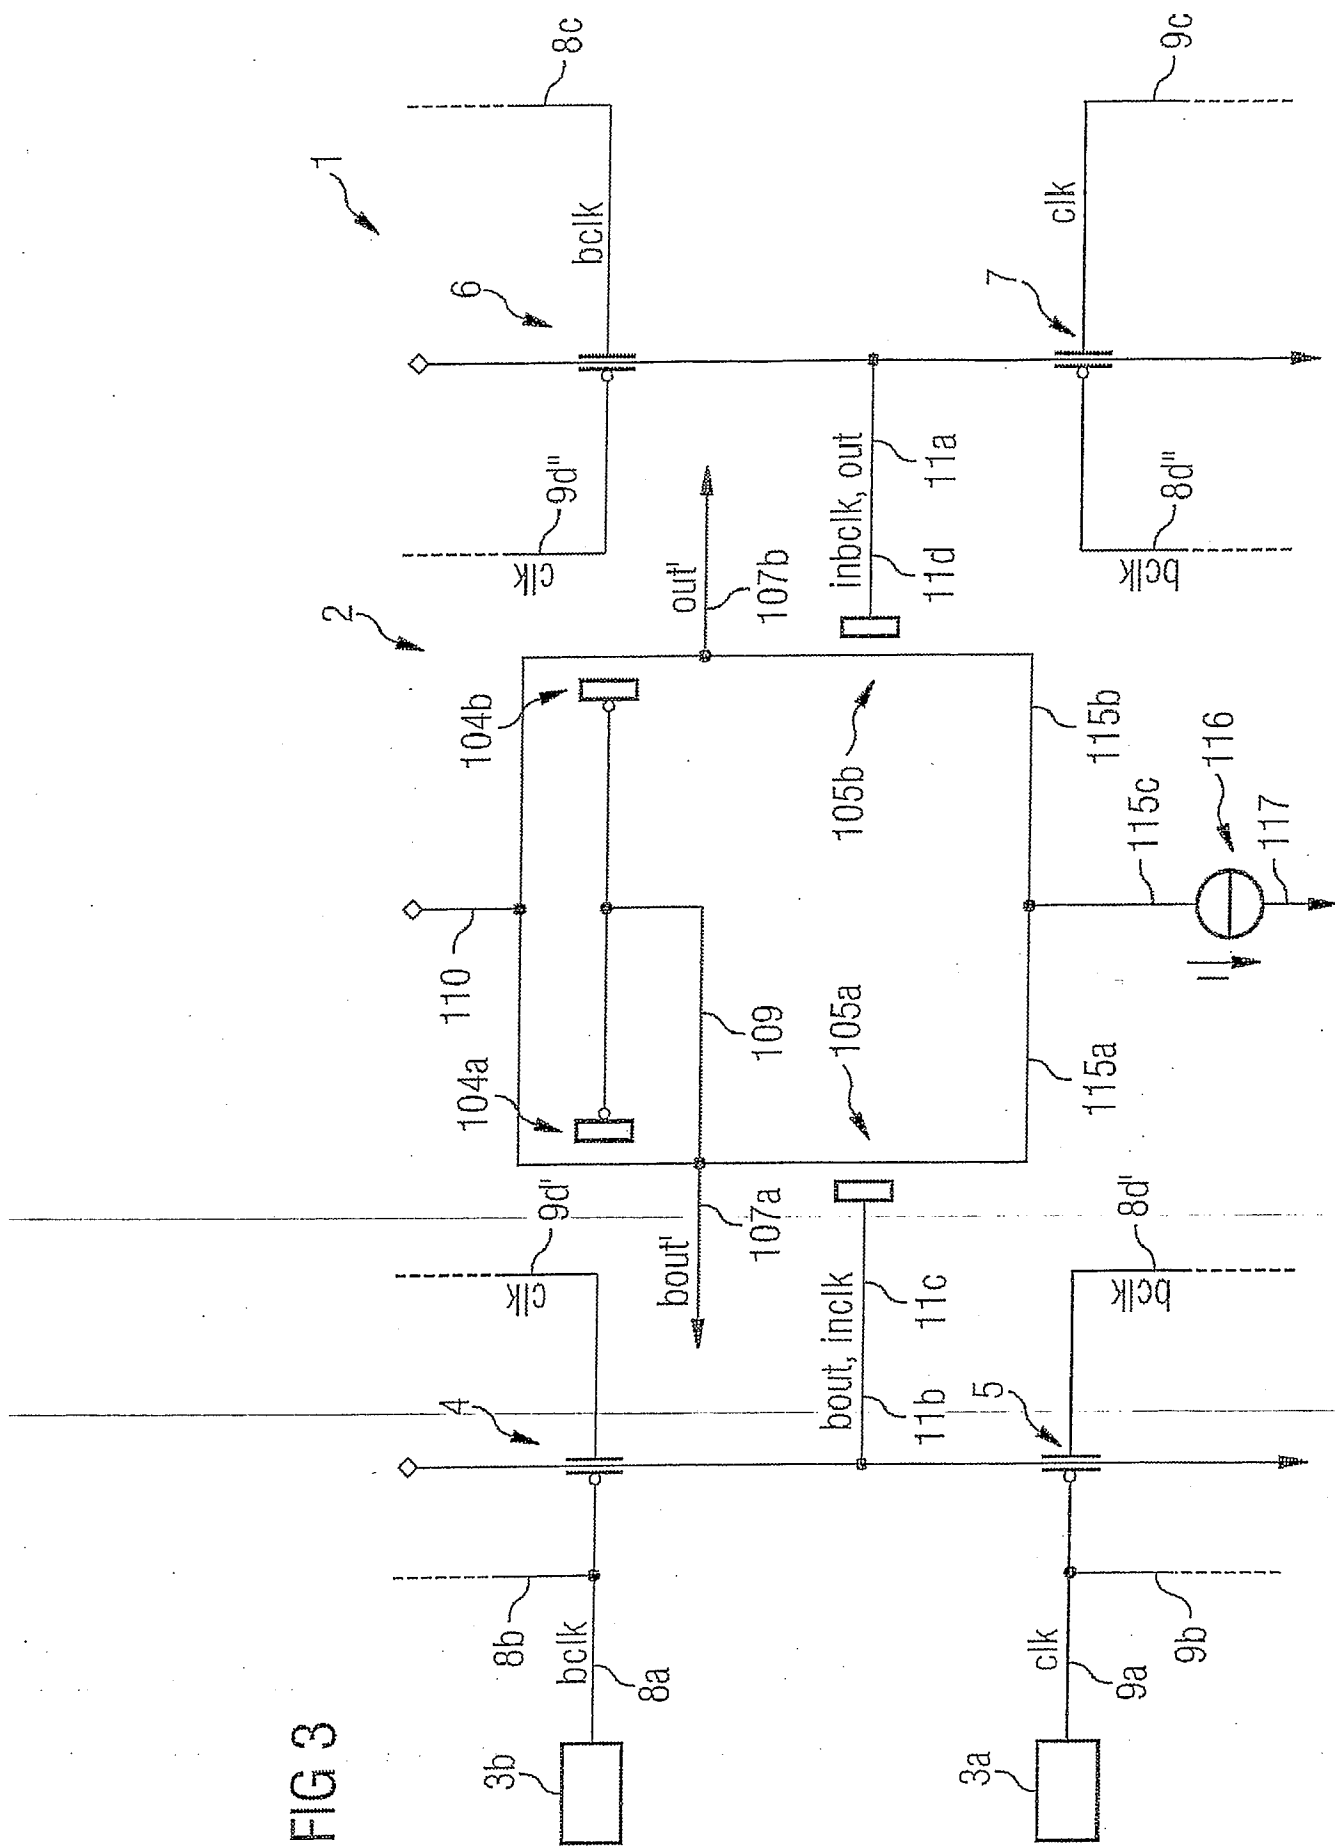 FIG 3
1
8c
bclk
6
9d"
clk
9c
clk
7
8d"
bclk
inbclk, out
11a
11d
out'
107b
2
104b
105b
115b
110
104a
109
105a
115a
115c
116
117
I
bout'
107a
9d'
clk
bout, inclk
11c
11b
8d'
bclk
4
5
8b
bclk
8a
3b
clk
9a
9b
3a